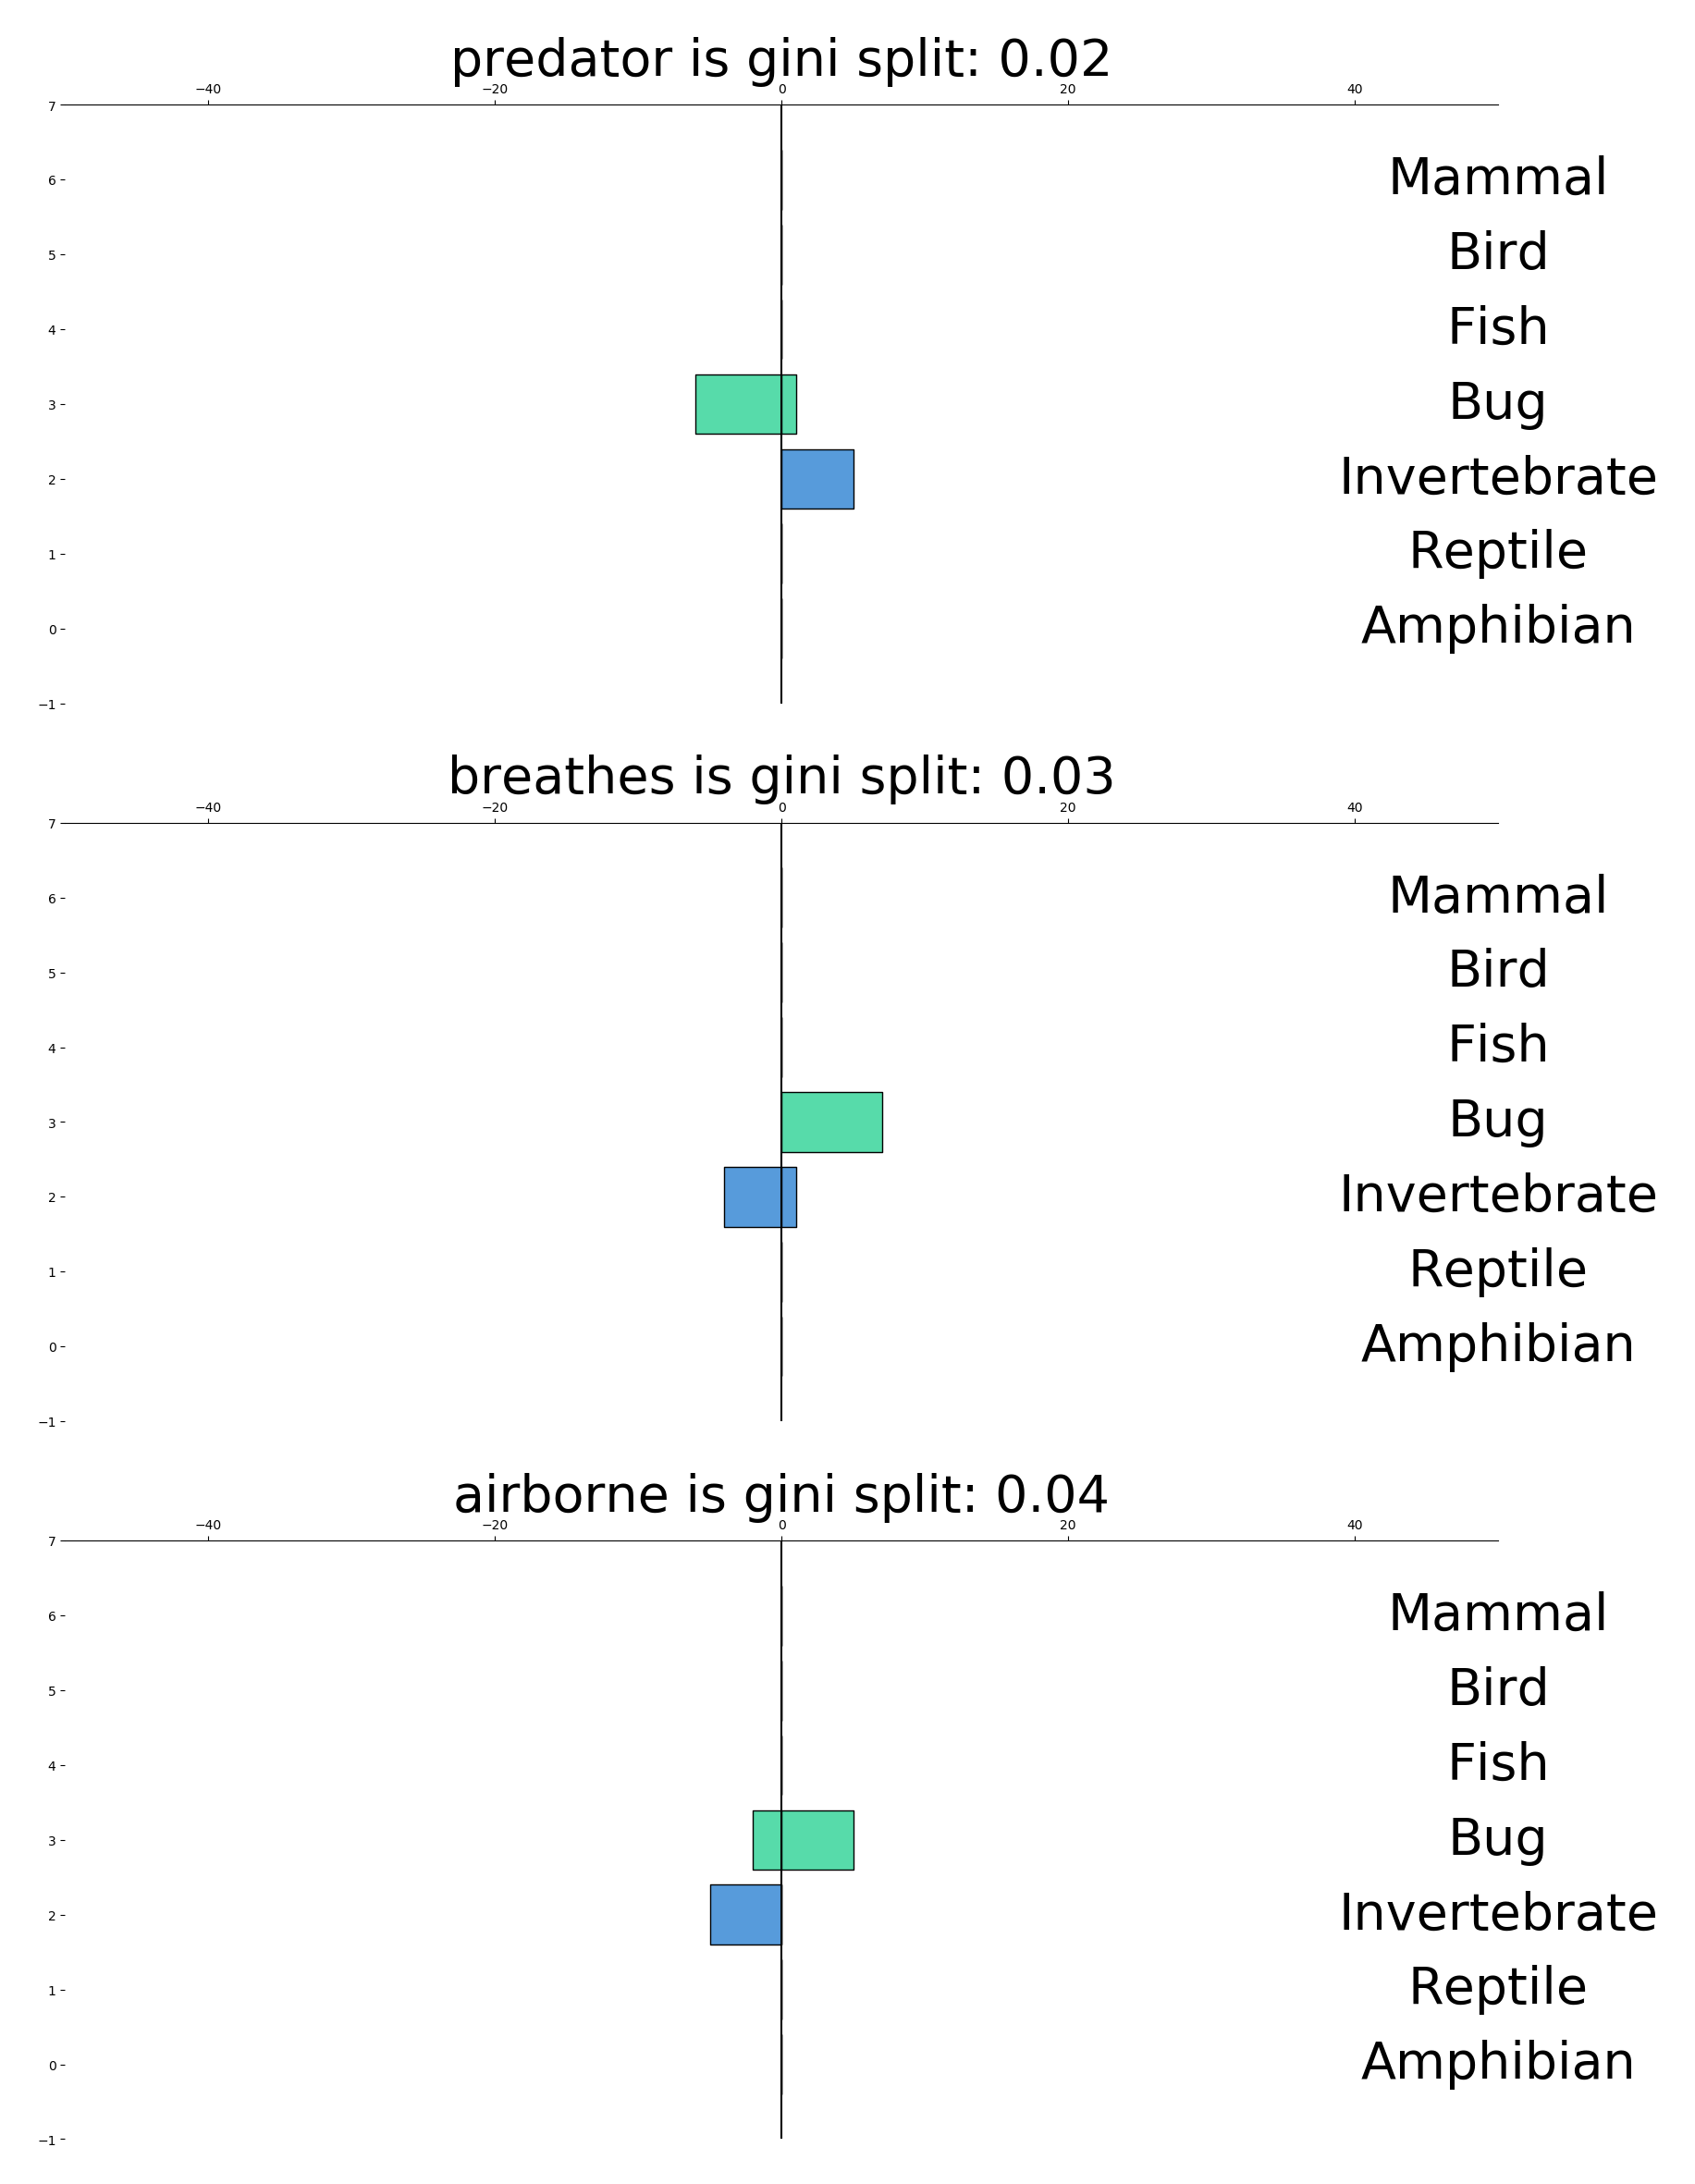 predator is gini split: 0.02
−40 −20 0 20 40
7
6 Mammal
5 Bird
4 Fish
3 Bug
2 Invertebrate
1 Reptile
0 Amphibian
−1
breathes is gini split: 0.03
−40 −20 0 20 40
7
6 Mammal
5 Bird
4 Fish
3 Bug
2 Invertebrate
1 Reptile
0 Amphibian
−1
airborne is gini split: 0.04
−40 −20 0 20 40
7
6 Mammal
5 Bird
4 Fish
3 Bug
2 Invertebrate
1 Reptile
0 Amphibian
−1